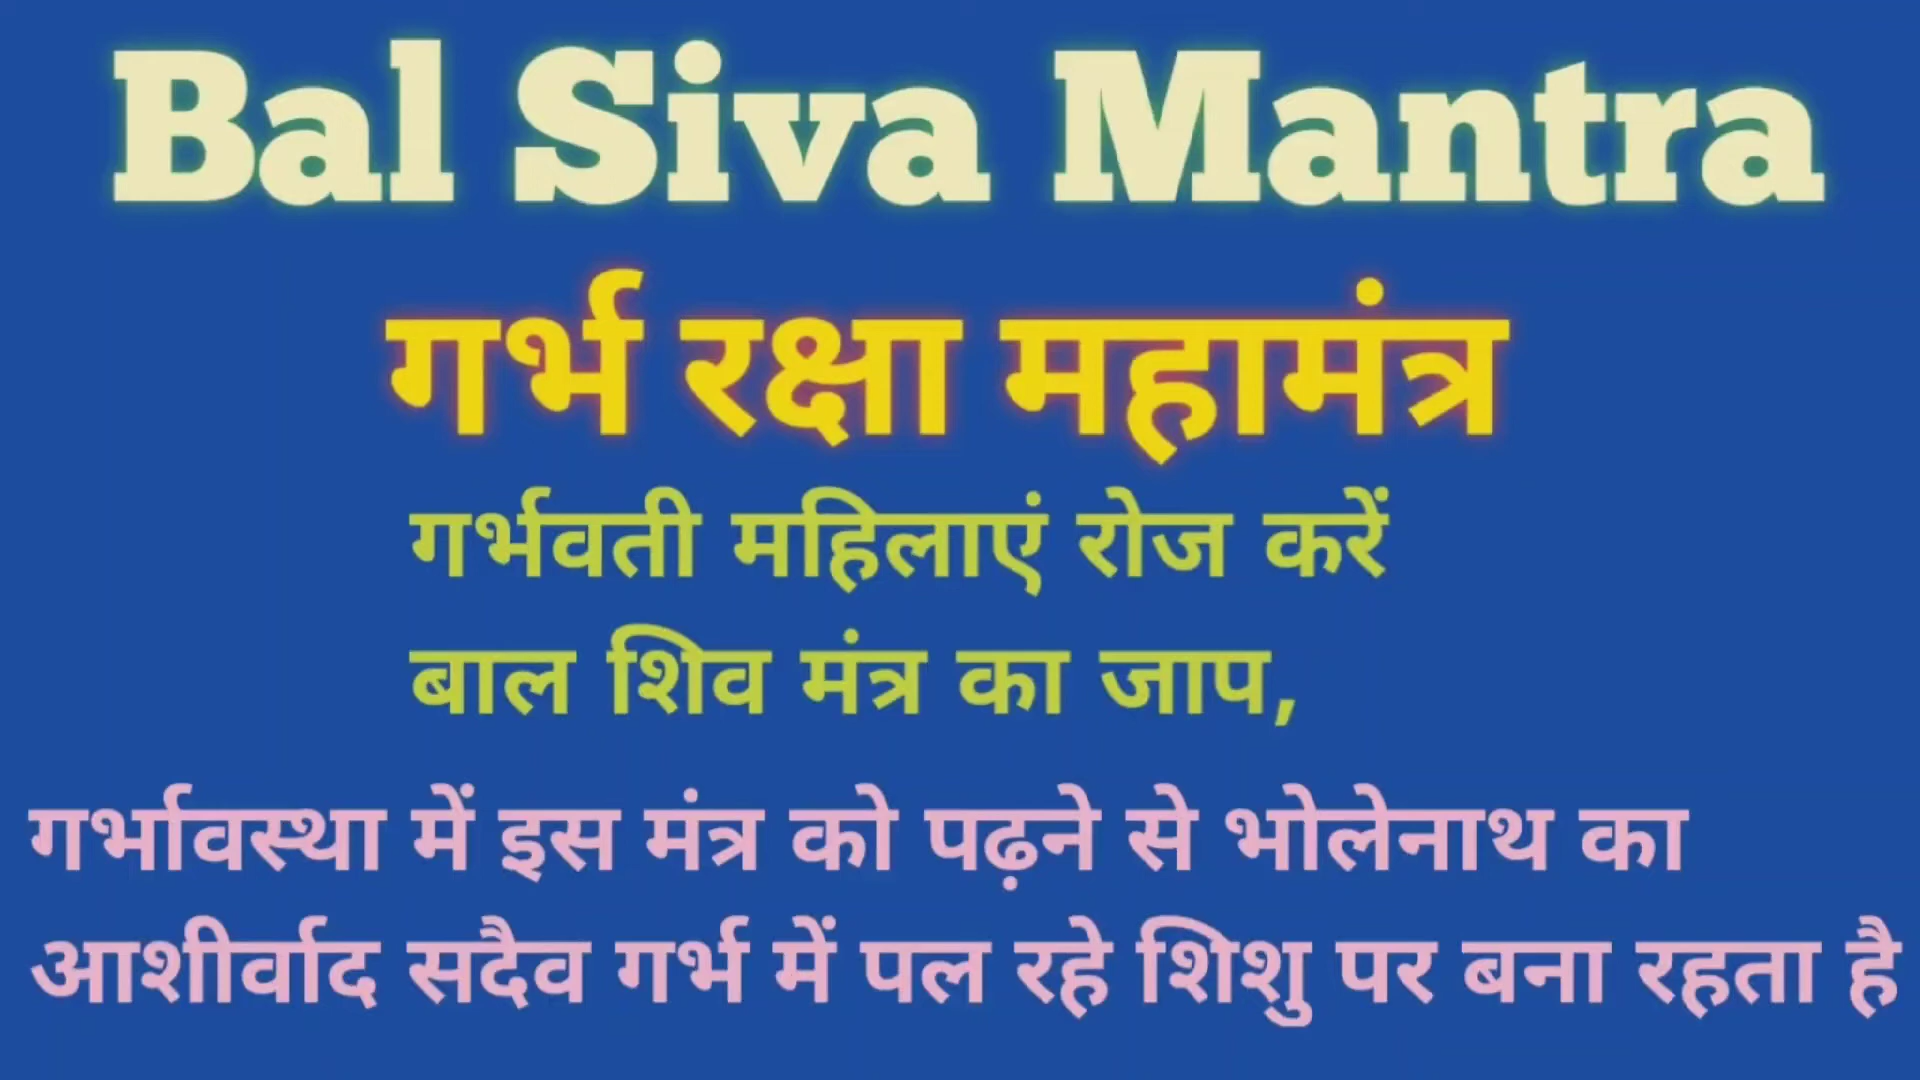 Bal Siva Mantra
गर्भ रक्षा महामंत्र
गर्भवती महिलाएं रोज करें
बाल शिव मंत्र का जाप,
गर्भावस्था में इस मंत्र को पढ़ने से भोलेनाथ का
आशीर्वाद सदैव गर्भ में पल रहे शिशु पर बना रहता है